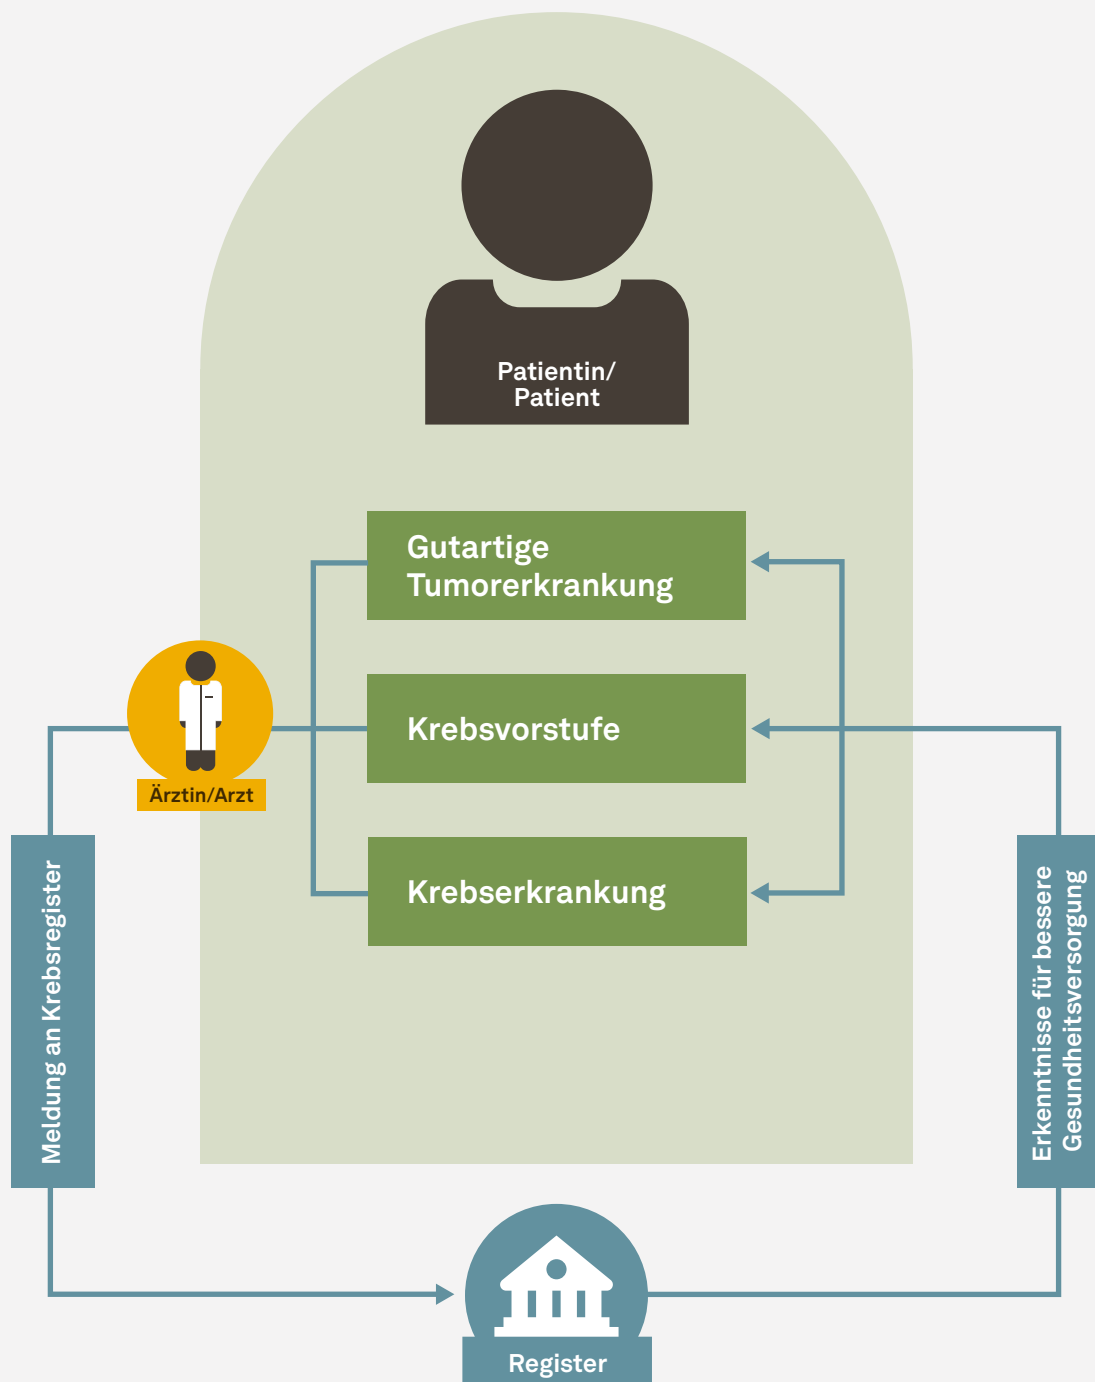 Patientin/
Patient
Gutartige
Tumorerkrankung
Krebsvorstufe
Ärztin/Arzt
Krebserkrankung
Meldung an Krebsregister
Erkenntnisse für bessere
Gesundheitsversorgung
Register